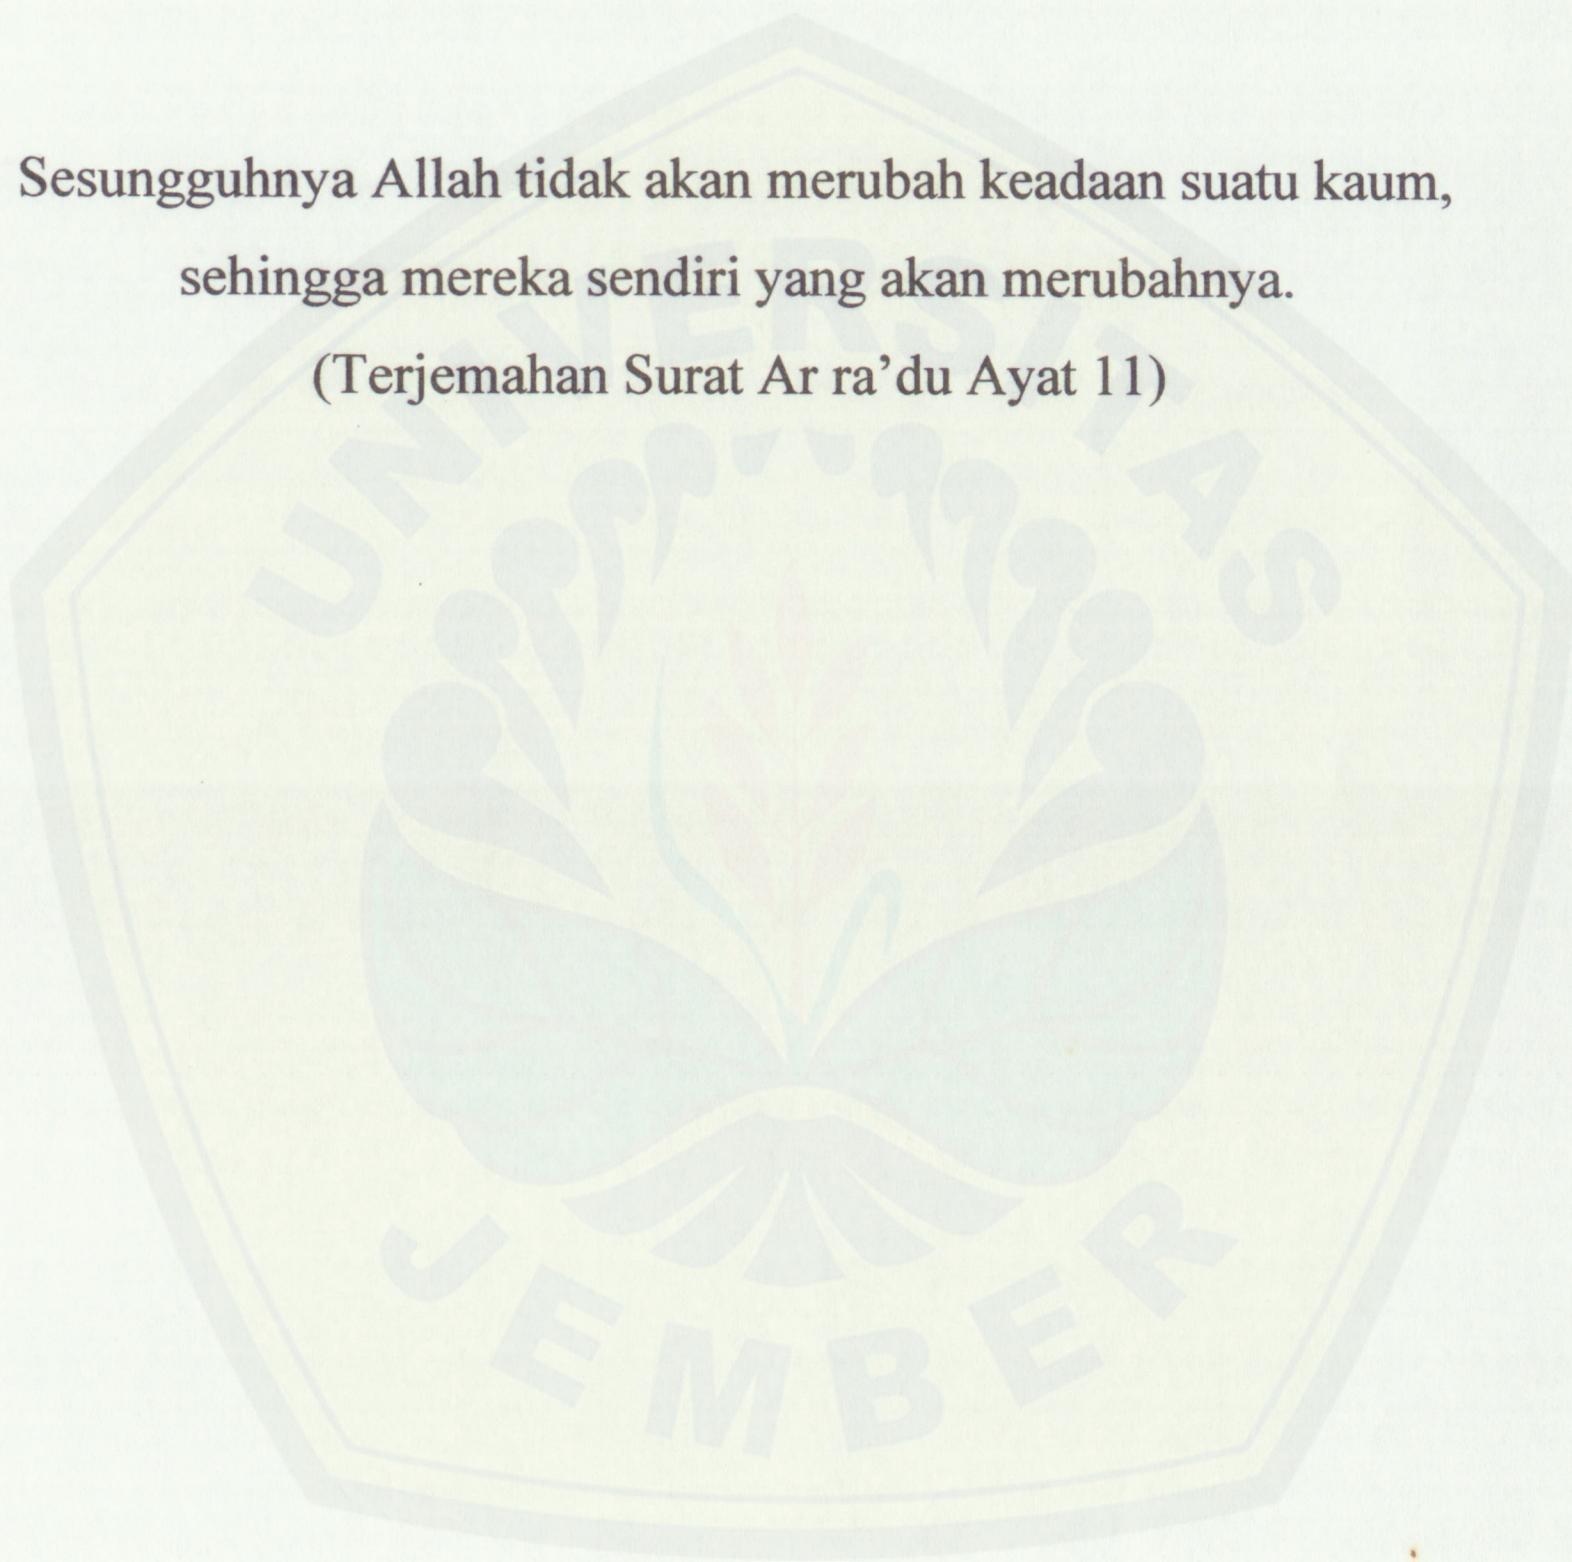 Sesungguhnya Allah tidak akan merubah keadaan suatu kaum,
sehingga mereka sendiri yang akan merubahnya.
(Terjemahan Surat Ar ra’du Ayat 11)
UNIVERSITAS
JEMBER